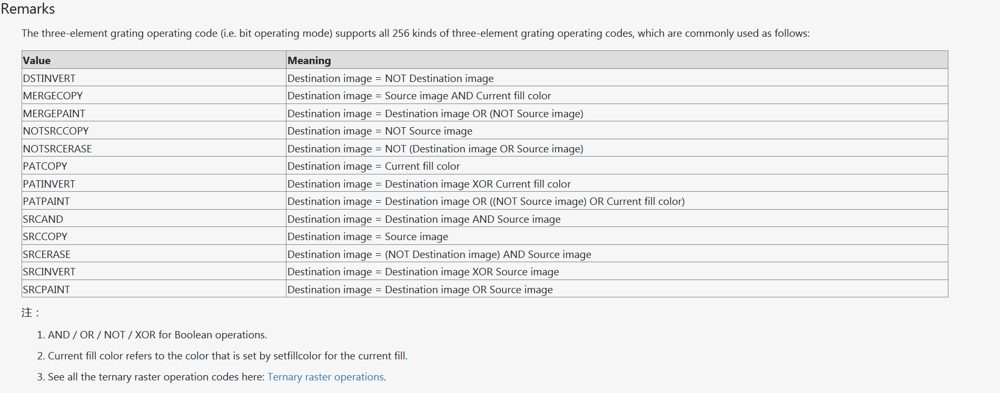 Remarks
The three-element grating operating code (i.e. bit operating mode) supports all 256 kinds of three-element grating operating codes, which are commonly used as follows:
Value Meaning
DSTINVERT Destination image = NOT Destination image
MERGECOPY Destination image = Source image AND Current fill color
MERGEPAINT Destination image = Destination image OR (NOT Source image)
NOTSRCCOPY Destination image = NOT Source image
NOTSRCERASE Destination image = NOT (Destination image OR Source image)
PATCOPY Destination image = Current fill color
PATINVERT Destination image = Destination image XOR Current fill color
PATPAINT Destination image = Destination image OR ((NOT Source image) OR Current fill color)
SRCAND Destination image = Destination image AND Source image
SRCCOPY Destination image = Source image
SRCERASE Destination image = (NOT Destination image) AND Source image
SRCINVERT Destination image = Destination image XOR Source image
SRCPAINT Destination image = Destination image OR Source image
注：
1. AND / OR / NOT / XOR for Boolean operations.
2. Current fill color refers to the color that is set by setfillcolor for the current fill.
3. See all the ternary raster operation codes here: Ternary raster operations.